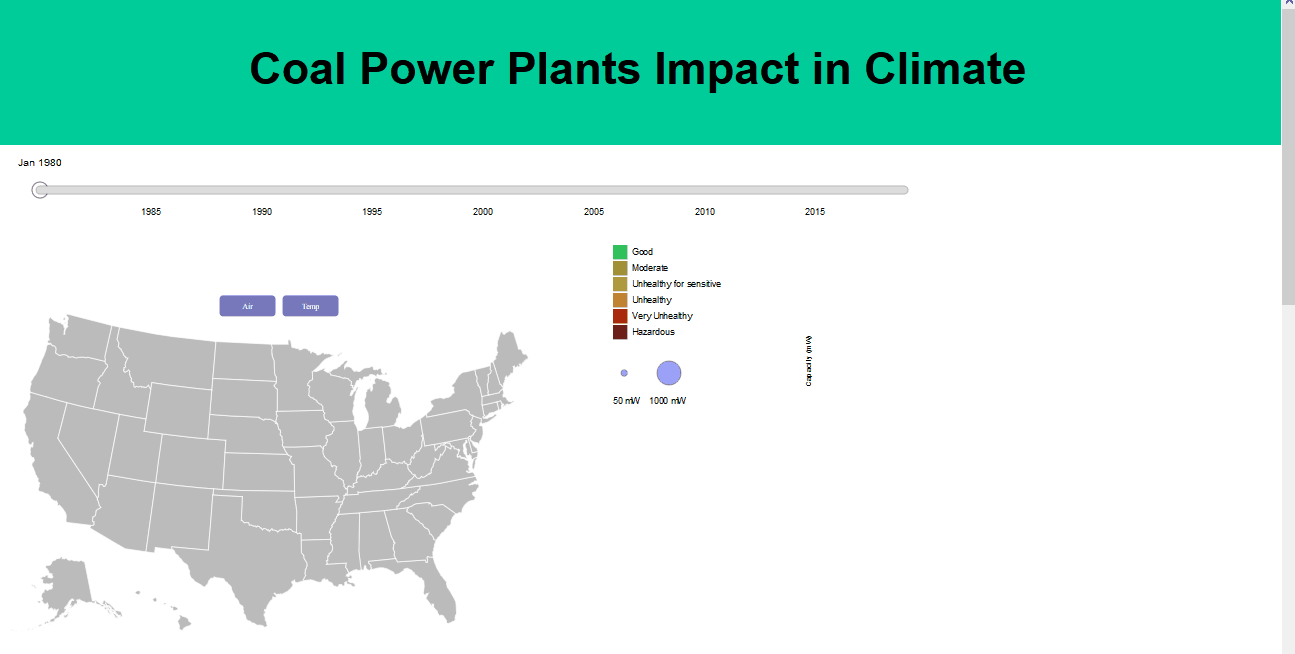 Coal Power Plants Impact in Climate
Jan 1980
1985 1990 1995 2000 2005 2010 2015
Good
Moderate
Unhealthy for sensitive
Unhealthy
Very Unhealthy
Hazardous
Air Temp
Capacity (mW)
50 mW 1000 mW